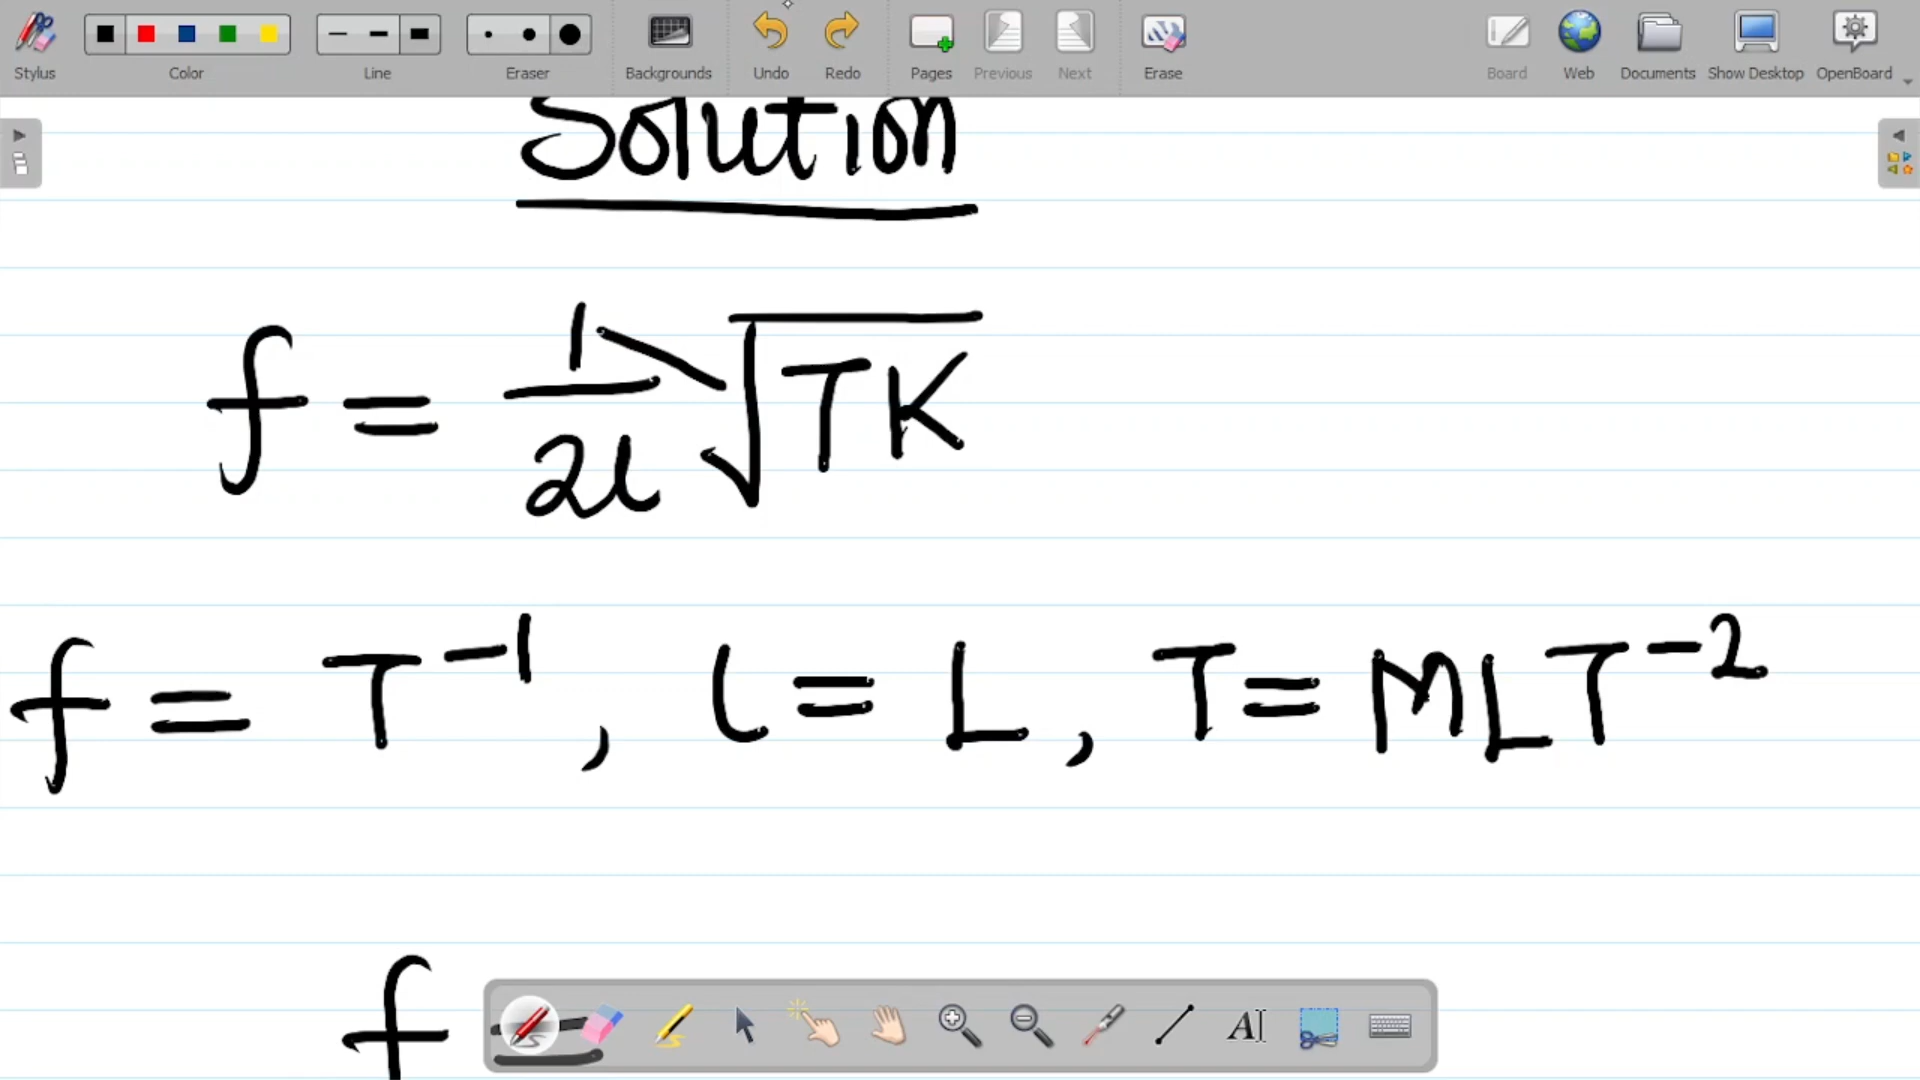 Stylus Color Line Eraser Backgrounds Undo Redo Pages Previous Next Erase Board Web Documents Show Desktop OpenBoard
Solution
f = 1/2l √TK
f = T⁻¹, l = L, T = MLT⁻²
f =